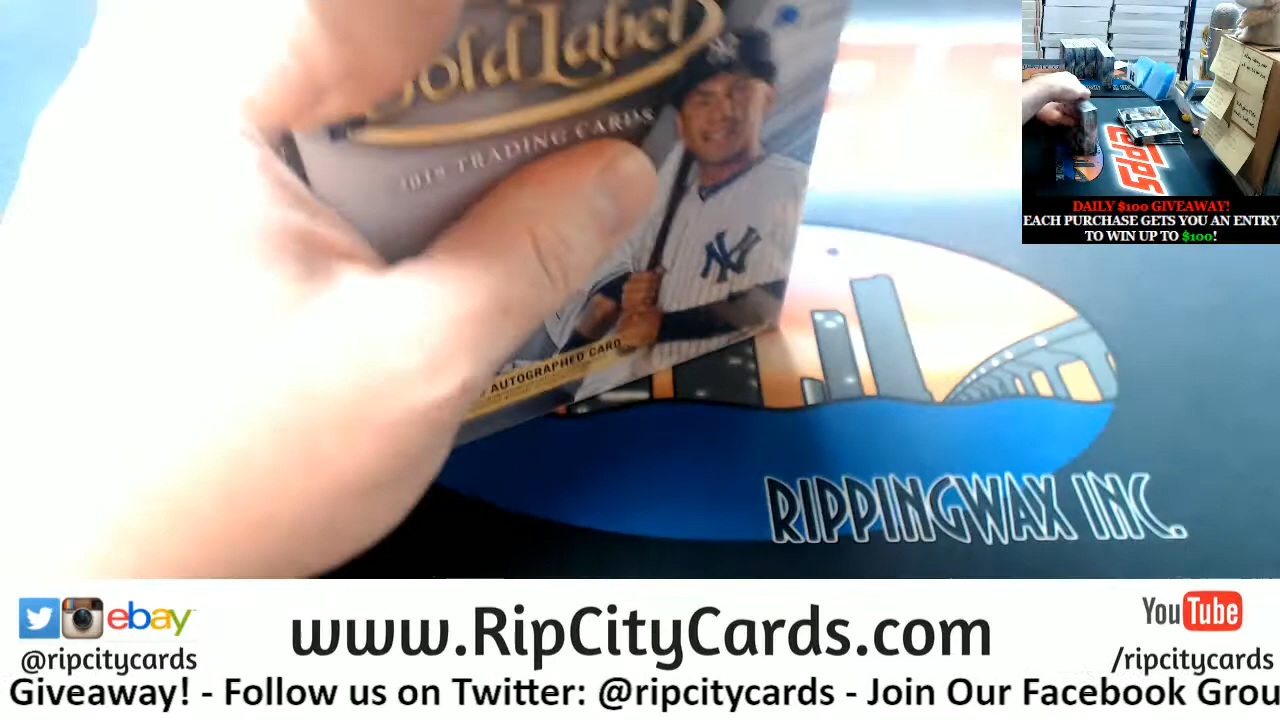 Gold Label
TRADING CARDS
AUTOGRAPHED CARD
NY
RIPPINGWAX INC.
TOPPS
DAILY $100 GIVEAWAY!
EACH PURCHASE GETS YOU AN ENTRY
TO WIN UP TO $100!
ebay
@ripcitycards
www.RipCityCards.com
YouTube
/ripcitycards
Giveaway! - Follow us on Twitter: @ripcitycards - Join Our Facebook Grou